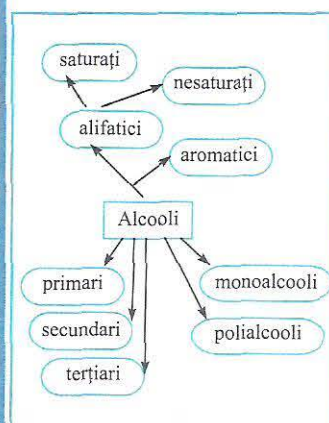 saturați
nesaturați
alifatici
aromatici
Alcooli
primari
monoalcooli
secundari
polialcooli
terțiari